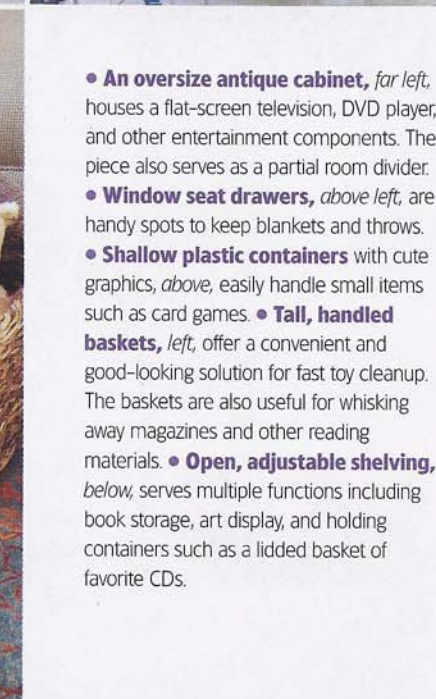 • An oversize antique cabinet, far left,
houses a flat-screen television, DVD player,
and other entertainment components. The
piece also serves as a partial room divider.
• Window seat drawers, above left, are
handy spots to keep blankets and throws.
• Shallow plastic containers with cute
graphics, above, easily handle small items
such as card games. • Tall, handled
baskets, left, offer a convenient and
good-looking solution for fast toy cleanup.
The baskets are also useful for whisking
away magazines and other reading
materials. • Open, adjustable shelving,
below, serves multiple functions including
book storage, art display, and holding
containers such as a lidded basket of
favorite CDs.